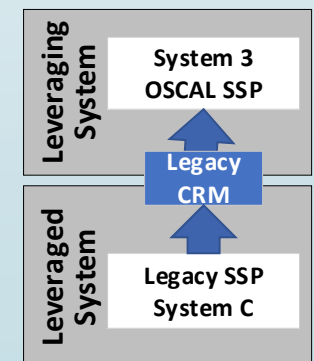 Leveraging
System
System 3
OSCAL SSP
Legacy
CRM
Leveraged
System
Legacy SSP
System C